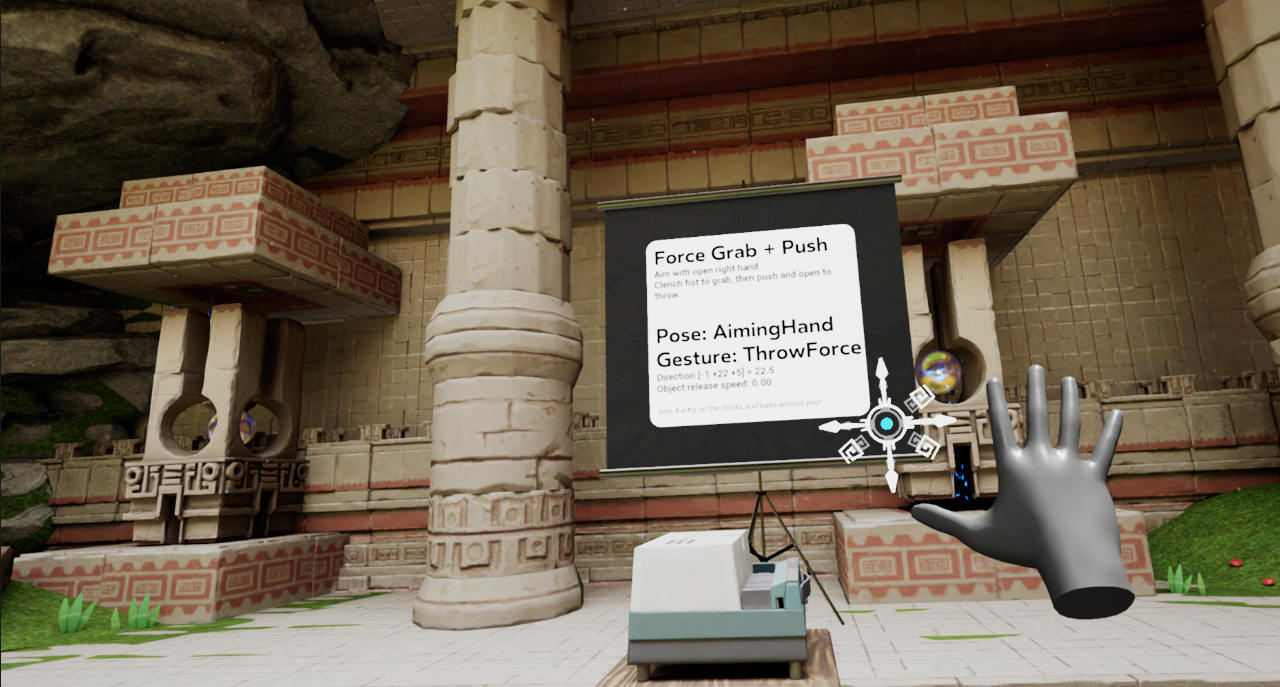 Force Grab + Push
Aim with open right hand
Clench fist to grab, then push and open to
throw.
Pose: AimingHand
Gesture: ThrowForce
Direction [-1 +22 +5] = 22.5
Object release speed: 0.00
Give it a try on the bricks and balls around you!